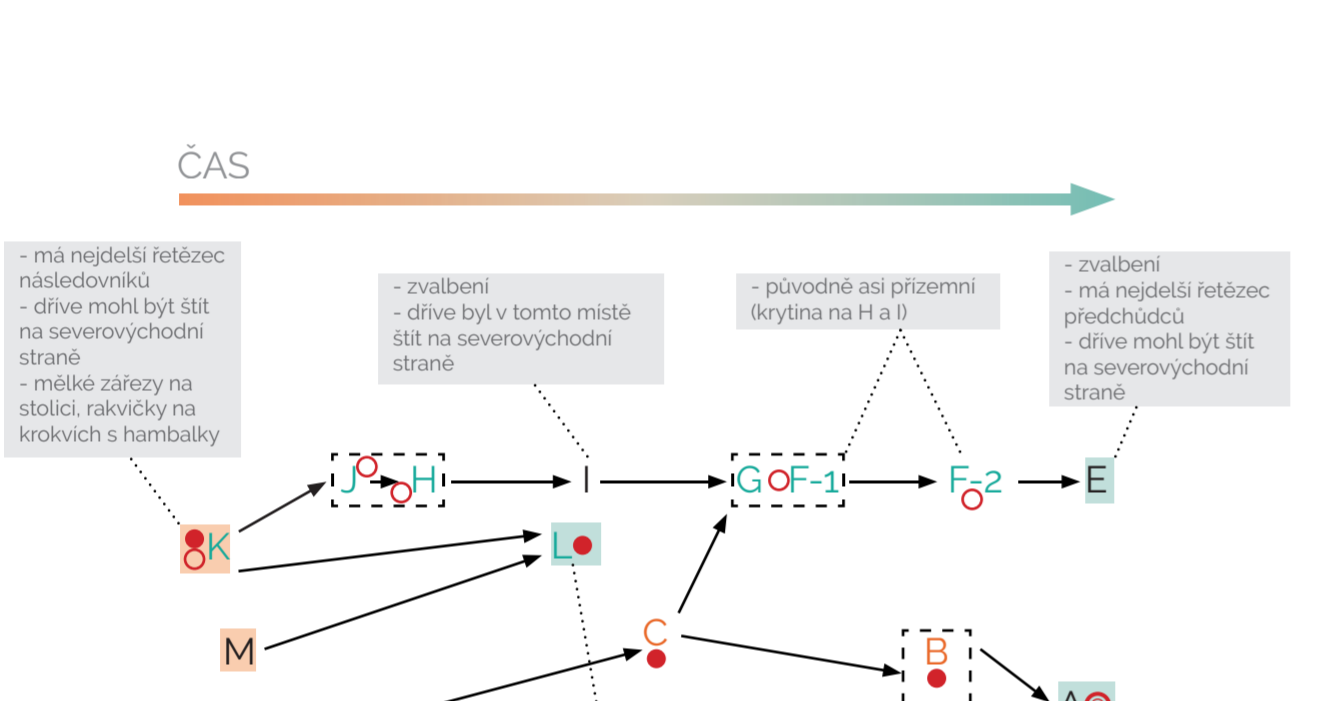 ČAS
- má nejdelší řetězec
následovníků
- dříve mohl být štít
na severovýchodní
straně
- mělké zářezy na
stolici, rakvičky na
krokvích s hambalky
- zvalbení
- dříve byl v tomto místě
štít na severovýchodní
straně
- původně asi přízemní
(krytina na H a I)
- zvalbení
- má nejdelší řetězec
předchůdců
- dříve mohl být štít
na severovýchodní
straně
J H I G F-1 F-2 E
K L
M C B
A